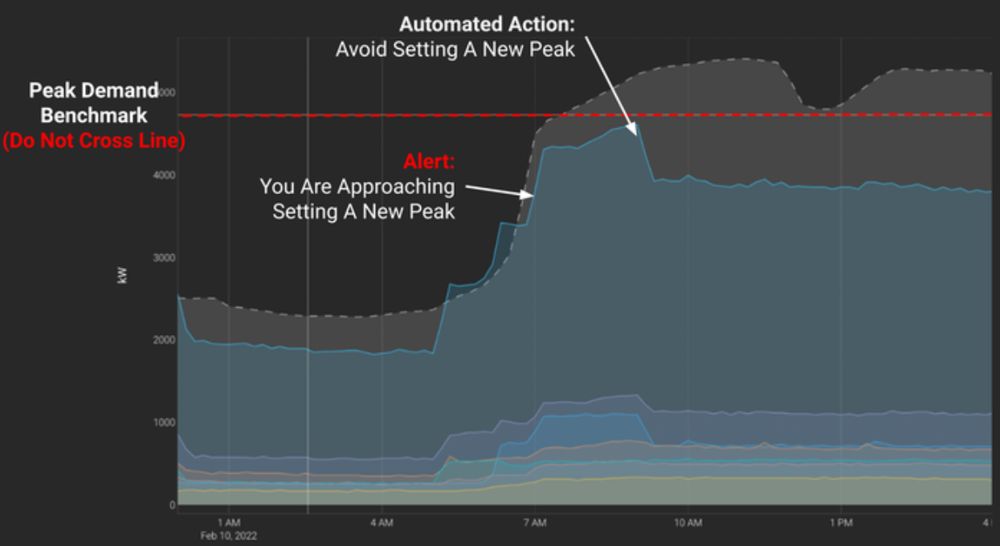 Automated Action:
Avoid Setting A New Peak
Peak Demand
Benchmark
(Do Not Cross Line)
000
Alert:
You Are Approaching
Setting A New Peak
4000
3000
kW
2000
1000
0
1 AM
4 AM
7 AM
10 AM
1 PM
4
Feb 10, 2022